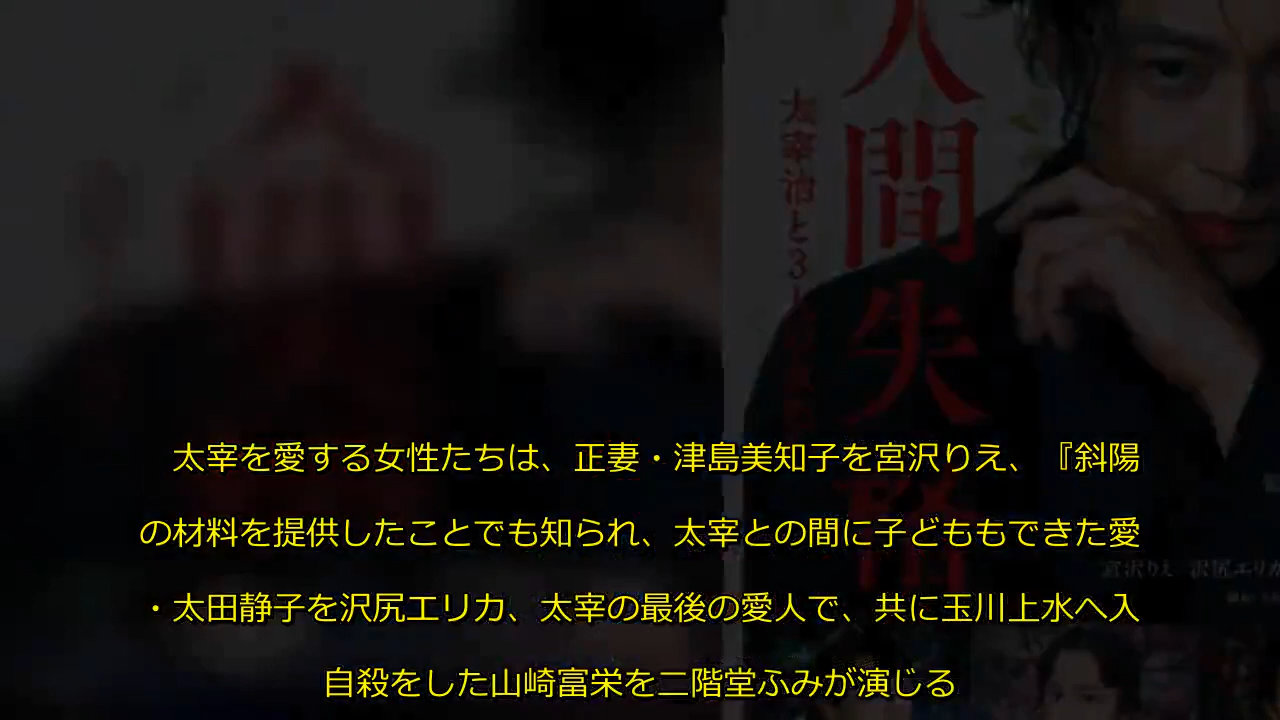 人間失格
太宰治と3
太宰を愛する女性たちは、正妻・津島美知子を宮沢りえ、『斜陽
の材料を提供したことでも知られ、太宰との間に子どももできた愛
・太田静子を沢尻エリカ、太宰の最後の愛人で、共に玉川上水へ入
自殺をした山崎富栄を二階堂ふみが演じる
宮沢りえ 沢尻エリカ